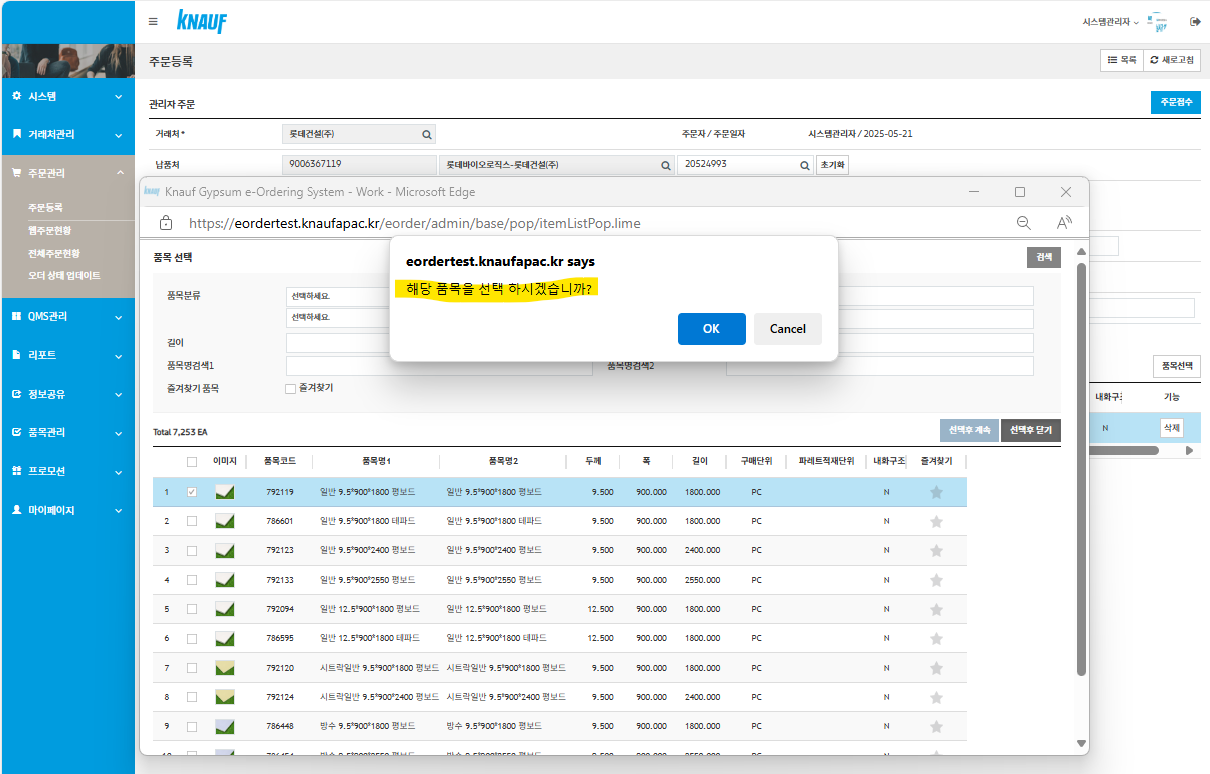 KNAUF
시스템관리자
주문등록
목록
새로고침
시스템
거래처관리
주문관리
주문등록
웹주문현황
전체주문현황
오더 상태 업데이트
QMS관리
리포트
정보공유
품목관리
프로모션
마이페이지
관리자 주문
주문접수
거래처 *
롯데건설(주)
주문자 / 주문일자
시스템관리자 / 2025-05-21
납품처
9006367119
롯데바이오로직스-롯데건설(주)
20524993
초기화
Knauf Gypsum e-Ordering System - Work - Microsoft Edge
https://eordertest.knaufapac.kr/eorder/admin/base/pop/itemListPop.lime
eordertest.knaufapac.kr says
해당 품목을 선택 하시겠습니까?
OK
Cancel
품목 선택
검색
품목분류
선택하세요.
선택하세요.
길이
품목명검색1
품목명검색2
즐겨찾기 품목
즐겨찾기
품목선택
내화구조
기능
N
삭제
Total 7,253 EA
선택후 계속
선택후 닫기
이미지 품목코드 품목명1 품목명2 두께 폭 길이 구매단위 파레트적재단위 내화구조 즐겨찾기
1 792119 일반 9.5*900*1800 평보드 일반 9.5*900*1800 평보드 9.500 900.000 1800.000 PC N
2 786601 일반 9.5*900*1800 테파드 일반 9.5*900*1800 테파드 9.500 900.000 1800.000 PC N
3 792123 일반 9.5*900*2400 평보드 일반 9.5*900*2400 평보드 9.500 900.000 2400.000 PC N
4 792133 일반 9.5*900*2550 평보드 일반 9.5*900*2550 평보드 9.500 900.000 2550.000 PC N
5 792094 일반 12.5*900*1800 평보드 일반 12.5*900*1800 평보드 12.500 900.000 1800.000 PC N
6 786595 일반 12.5*900*1800 테파드 일반 12.5*900*1800 테파드 12.500 900.000 1800.000 PC N
7 792120 시트락일반 9.5*900*1800 평보드 시트락일반 9.5*900*1800 평보드 9.500 900.000 1800.000 PC N
8 792124 시트락일반 9.5*900*2400 평보드 시트락일반 9.5*900*2400 평보드 9.500 900.000 2400.000 PC N
9 786448 방수 9.5*900*1800 평보드 방수 9.5*900*1800 평보드 9.500 900.000 1800.000 PC N